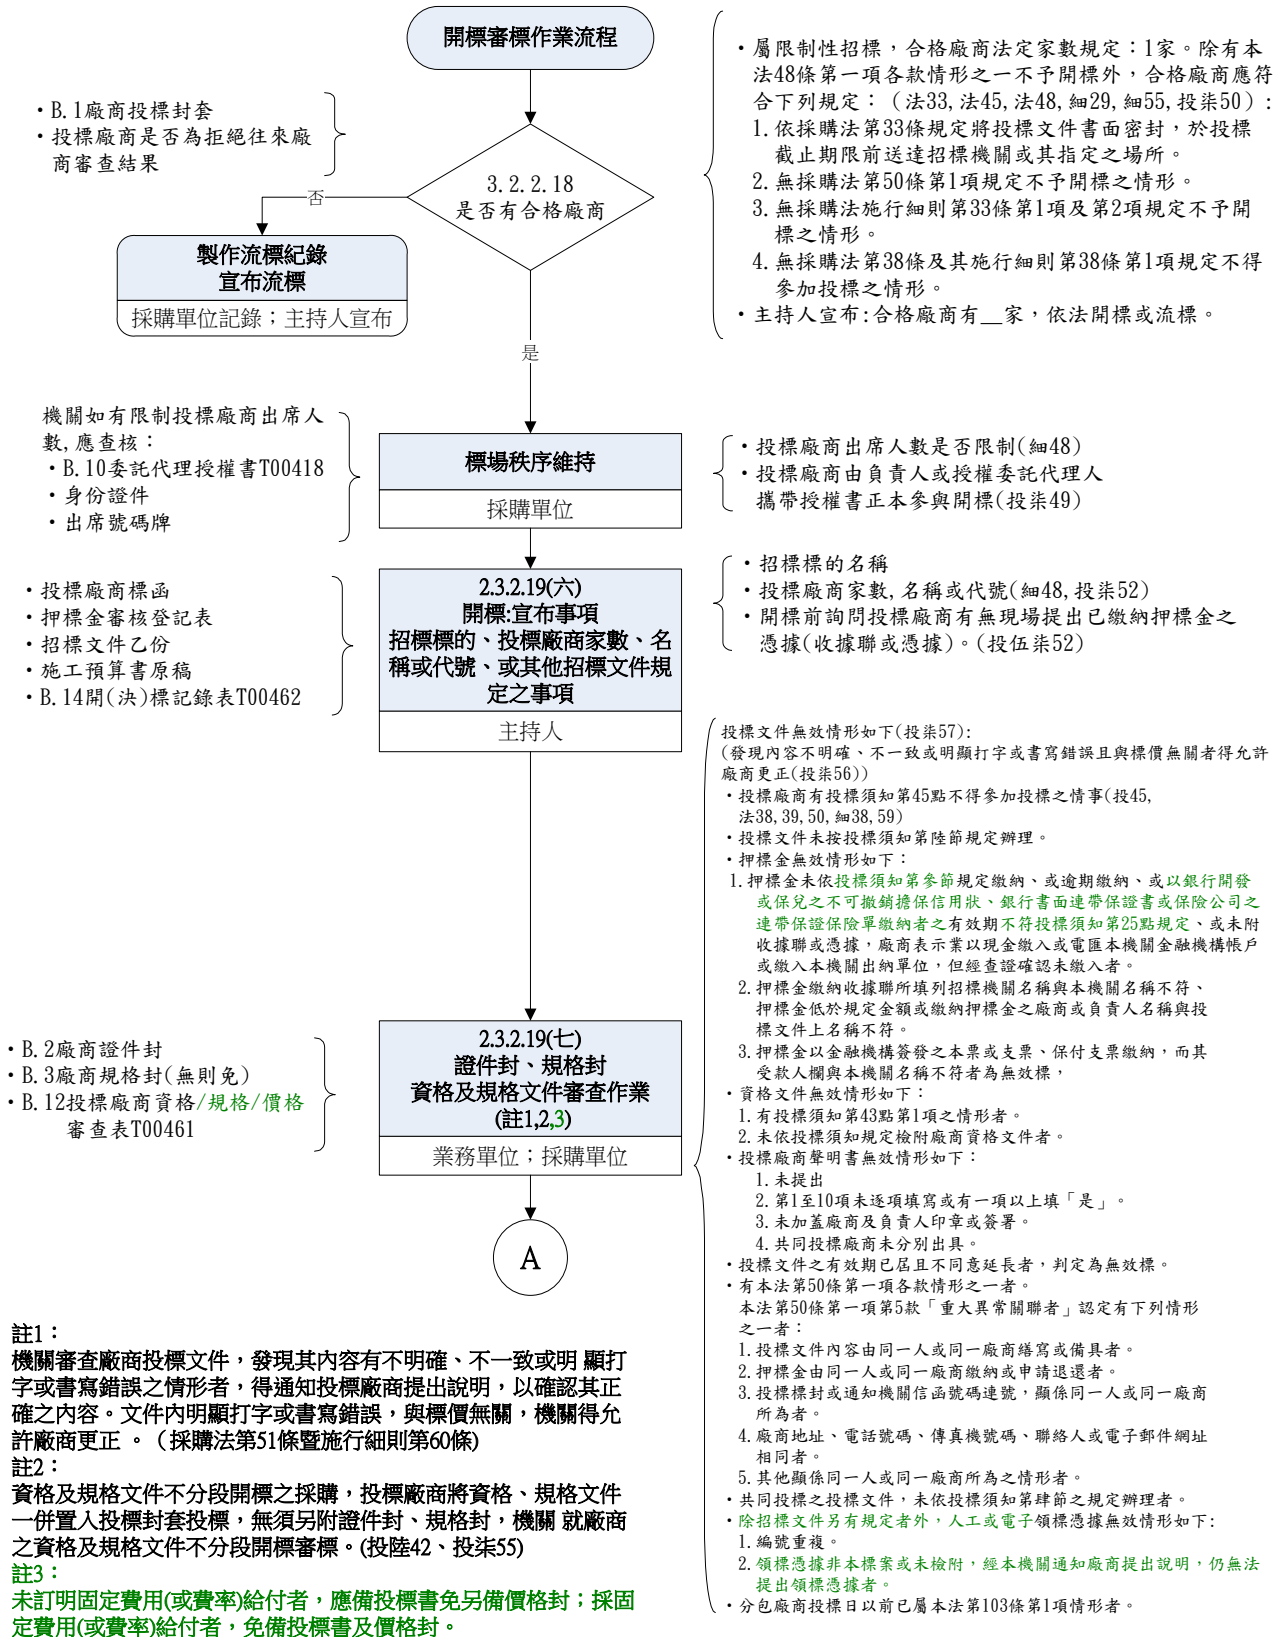 開標審標作業流程
・B.1廠商投標封套
・投標廠商是否為拒絕往來廠
商審查結果
3.2.2.18
是否有合格廠商
否
製作流標紀錄
宣布流標
採購單位記錄；主持人宣布
是
・屬限制性招標，合格廠商法定家數規定：1家。除有本
法48條第一項各款情形之一不予開標外，合格廠商應符
合下列規定：（法33,法45,法48,細29,細55,投柒50）:
1.依採購法第33條規定將投標文件書面密封，於投標
截止期限前送達招標機關或其指定之場所。
2.無採購法第50條第1項規定不予開標之情形。
3.無採購法施行細則第33條第1項及第2項規定不予開
標之情形。
4.無採購法第38條及其施行細則第38條第1項規定不得
參加投標之情形。
・主持人宣布:合格廠商有__家，依法開標或流標。
機關如有限制投標廠商出席人
數,應查核：
・B.10委託代理授權書T00418
・身份證件
・出席號碼牌
標場秩序維持
採購單位
・投標廠商出席人數是否限制(細48)
・投標廠商由負責人或授權委託代理人
攜帶授權書正本參與開標(投柒49)
・投標廠商標函
・押標金審核登記表
・招標文件乙份
・施工預算書原稿
・B.14開(決)標記錄表T00462
2.3.2.19(六)
開標:宣布事項
招標標的、投標廠商家數、名
稱或代號、或其他招標文件規
定之事項
主持人
・招標標的名稱
・投標廠商家數,名稱或代號(細48,投柒52)
・開標前詢問投標廠商有無現場提出已繳納押標金之
憑據(收據聯或憑據)。(投伍柒52)
・B.2廠商證件封
・B.3廠商規格封(無則免)
・B.12投標廠商資格/規格/價格
審查表T00461
2.3.2.19(七)
證件封、規格封
資格及規格文件審查作業
(註1,2,3)
業務單位；採購單位
A
投標文件無效情形如下(投柒57):
(發現內容不明確、不一致或明顯打字或書寫錯誤且與標價無關者得允許
廠商更正(投柒56))
・投標廠商有投標須知第45點不得參加投標之情事(投45,
法38,39,50,細38,59)
・投標文件未按投標須知第陸節規定辦理。
・押標金無效情形如下：
1.押標金未依投標須知第參節規定繳納、或逾期繳納、或以銀行開發
或保兌之不可撤銷擔保信用狀、銀行書面連帶保證書或保險公司之
連帶保證保險單繳納者之有效期不符投標須知第25點規定、或未附
收據聯或憑據，廠商表示業以現金繳入或電匯本機關金融機構帳戶
或繳入本機關出納單位，但經查證確認未繳入者。
2.押標金繳納收據聯所填列招標機關名稱與本機關名稱不符、
押標金低於規定金額或繳納押標金之廠商或負責人名稱與投
標文件上名稱不符。
3.押標金以金融機構簽發之本票或支票、保付支票繳納，而其
受款人欄與本機關名稱不符者為無效標，
・資格文件無效情形如下：
1.有投標須知第43點第1項之情形者。
2.未依投標須知規定檢附廠商資格文件者。
・投標廠商聲明書無效情形如下：
1.未提出
2.第1至10項未逐項填寫或有一項以上填「是」。
3.未加蓋廠商及負責人印章或簽署。
4.共同投標廠商未分別出具。
・投標文件之有效期已屆且不同意延長者，判定為無效標。
・有本法第50條第一項各款情形之一者。
本法第50條第一項第5款「重大異常關聯者」認定有下列情形
之一者：
1.投標文件內容由同一人或同一廠商繕寫或備具者。
2.押標金由同一人或同一廠商繳納或申請退還者。
3.投標標封或通知機關信函號碼連號，顯係同一人或同一廠商
所為者。
4.廠商地址、電話號碼、傳真機號碼、聯絡人或電子郵件網址
相同者。
5.其他顯係同一人或同一廠商所為之情形者。
・共同投標之投標文件，未依投標須知第肆節之規定辦理者。
・除招標文件另有規定者外，人工或電子領標憑據無效情形如下:
1.編號重複。
2.領標憑據非本標案或未檢附，經本機關通知廠商提出說明，仍無法
提出領標憑據者。
・分包廠商投標日以前已屬本法第103條第1項情形者。
註1：
機關審查廠商投標文件，發現其內容有不明確、不一致或明 顯打
字或書寫錯誤之情形者，得通知投標廠商提出說明，以確認其正
確之內容。文件內明顯打字或書寫錯誤，與標價無關，機關得允
許廠商更正 。（採購法第51條暨施行細則第60條)
註2：
資格及規格文件不分段開標之採購，投標廠商將資格、規格文件
一併置入投標封套投標，無須另附證件封、規格封，機關 就廠商
之資格及規格文件不分段開標審標。(投陸42、投柒55)
註3：
未訂明固定費用(或費率)給付者，應備投標書免另備價格封；採固
定費用(或費率)給付者，免備投標書及價格封。